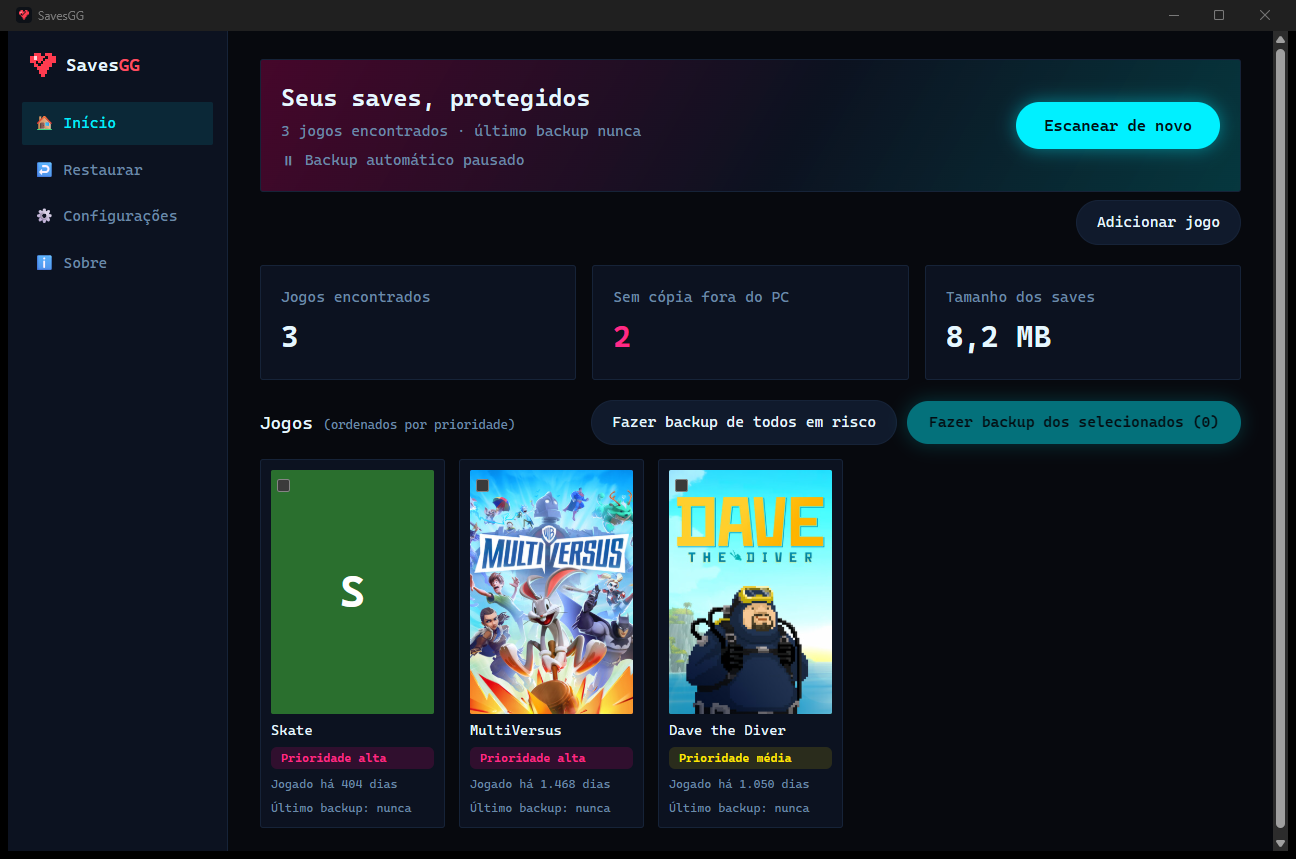 SavesGG
SavesGG
Início
Restaurar
Configurações
Sobre
Seus saves, protegidos
3 jogos encontrados · último backup nunca
⏸ Backup automático pausado
Escanear de novo
Adicionar jogo
Jogos encontrados
3
Sem cópia fora do PC
2
Tamanho dos saves
8,2 MB
Jogos (ordenados por prioridade)
Fazer backup de todos em risco
Fazer backup dos selecionados (0)
S
Skate
Prioridade alta
Jogado há 404 dias
Último backup: nunca
WB
MULTIVERSUS
MultiVersus
Prioridade alta
Jogado há 1.468 dias
Último backup: nunca
DAVE
THE DIVER
Dave the Diver
Prioridade média
Jogado há 1.050 dias
Último backup: nunca